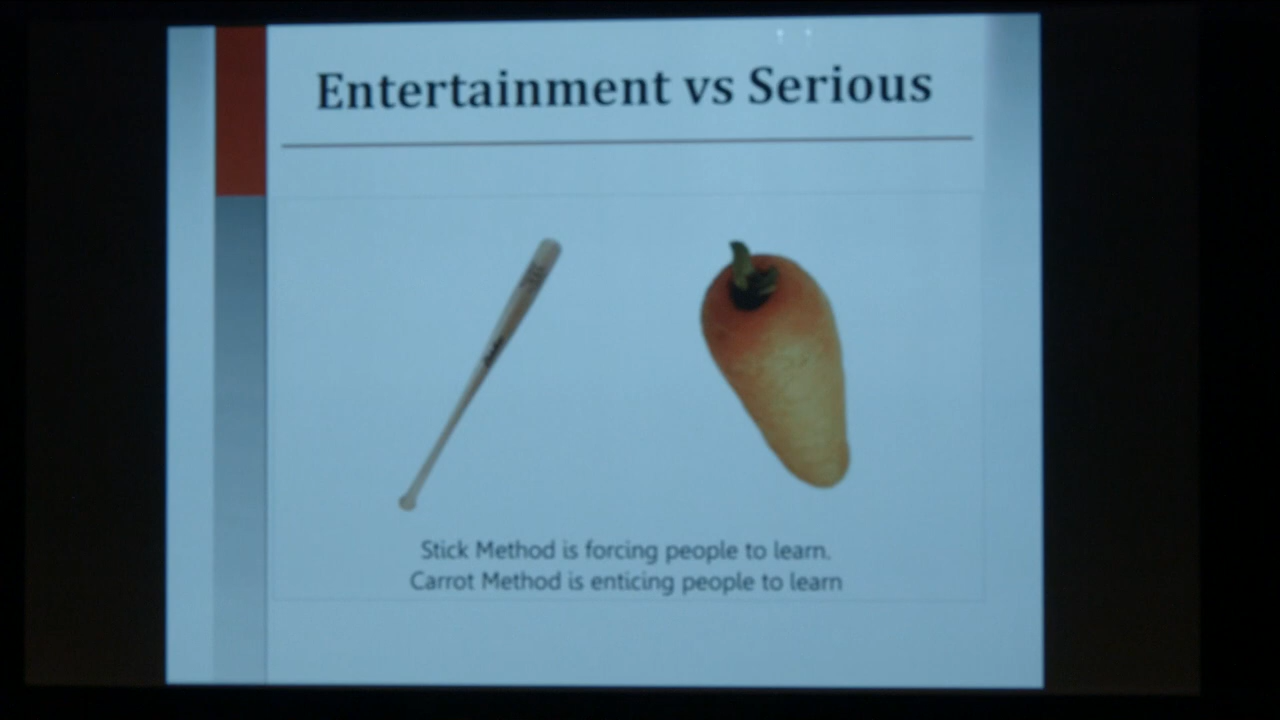 Entertainment vs Serious
Stick Method is forcing people to learn.
Carrot Method is enticing people to learn